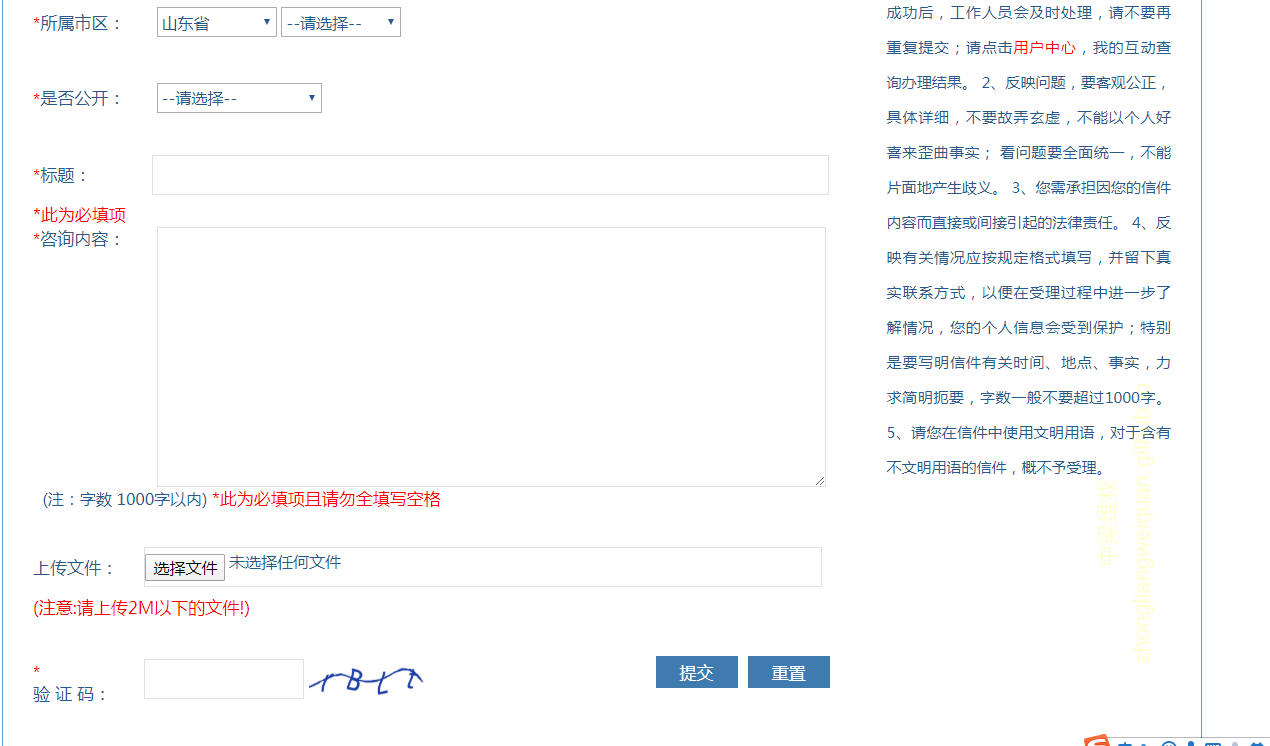 *所属市区：
山东省
--请选择--
*是否公开：
--请选择--
*标题：
*此为必填项
*咨询内容：
(注：字数 1000字以内) *此为必填项且请勿全填写空格
上传文件：
选择文件 未选择任何文件
(注意:请上传2M以下的文件!)
*
验 证 码：
提交
重置
成功后，工作人员会及时处理，请不要再
重复提交；请点击用户中心，我的互动查
询办理结果。 2、反映问题，要客观公正，
具体详细，不要故弄玄虚，不能以个人好
喜来歪曲事实； 看问题要全面统一，不能
片面地产生歧义。 3、您需承担因您的信件
内容而直接或间接引起的法律责任。 4、反
映有关情况应按规定格式填写，并留下真
实联系方式，以便在受理过程中进一步了
解情况，您的个人信息会受到保护；特别
是要写明信件有关时间、地点、事实，力
求简明扼要，字数一般不要超过1000字。
5、请您在信件中使用文明用语，对于含有
不文明用语的信件，概不予受理。
中梁维权